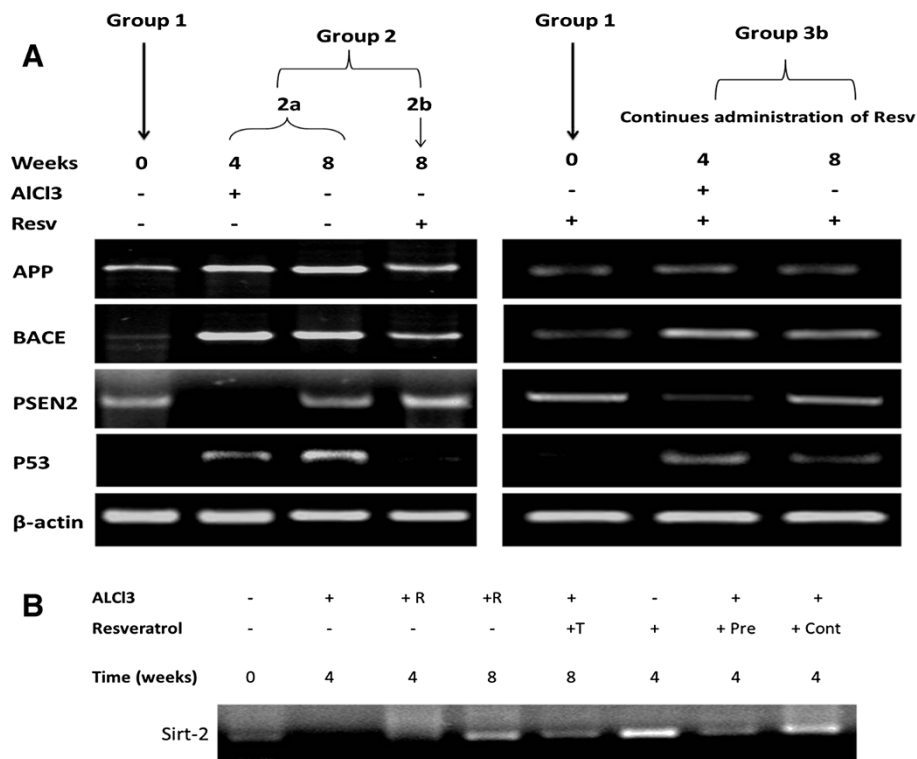 A
Group 1
Group 2
2a
2b
Group 1
Group 3b
Continues administration of Resv
Weeks 0 4 8 8 0 4 8
AlCl3 - + - - - + -
Resv - - - + + + +
APP
BACE
PSEN2
P53
β-actin
B
ALCl3 - + + R +R + - + +
Resveratrol - - - - +T + + Pre + Cont
Time (weeks) 0 4 4 8 8 4 4 4
Sirt-2